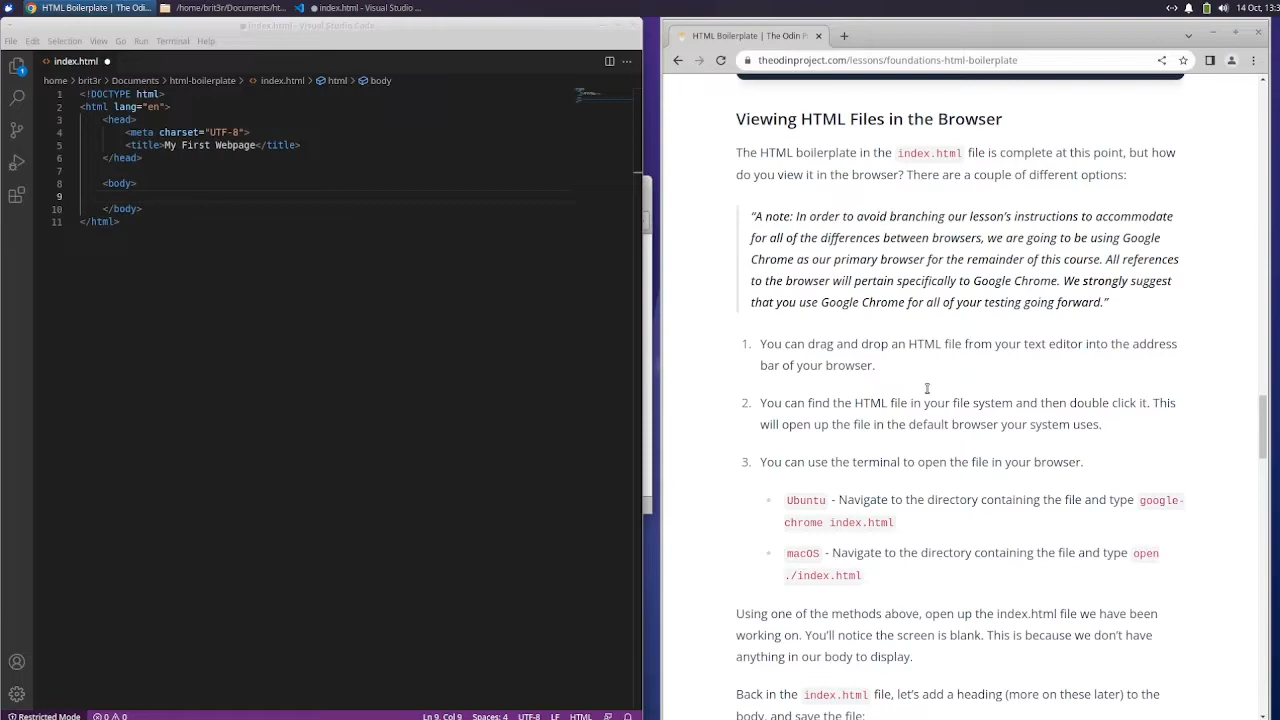 HTML Boilerplate | The Odin...
/home/brit3r/Documents/ht...
index.html - Visual Studio ...
14 Oct, 13:3
index.html - Visual Studio Code
File Edit Selection View Go Run Terminal Help
index.html
home > brit3r > Documents > html-boilerplate > index.html > html > body
1 <!DOCTYPE html>
2 <html lang="en">
3 <head>
4 <meta charset="UTF-8">
5 <title>My First Webpage</title>
6 </head>
7
8 <body>
9
10 </body>
11 </html>
1
Restricted Mode 0 0 Ln 9, Col 9 Spaces: 4 UTF-8 LF HTML
HTML Boilerplate | The Odin P
theodinproject.com/lessons/foundations-html-boilerplate
Viewing HTML Files in the Browser
The HTML boilerplate in the index.html file is complete at this point, but how
do you view it in the browser? There are a couple of different options:
“A note: In order to avoid branching our lesson’s instructions to accommodate
for all of the differences between browsers, we are going to be using Google
Chrome as our primary browser for the remainder of this course. All references
to the browser will pertain specifically to Google Chrome. We strongly suggest
that you use Google Chrome for all of your testing going forward.”
1. You can drag and drop an HTML file from your text editor into the address
bar of your browser.
2. You can find the HTML file in your file system and then double click it. This
will open up the file in the default browser your system uses.
3. You can use the terminal to open the file in your browser.
Ubuntu - Navigate to the directory containing the file and type google-
chrome index.html
macOS - Navigate to the directory containing the file and type open
./index.html
Using one of the methods above, open up the index.html file we have been
working on. You’ll notice the screen is blank. This is because we don’t have
anything in our body to display.
Back in the index.html file, let’s add a heading (more on these later) to the
body, and save the file: